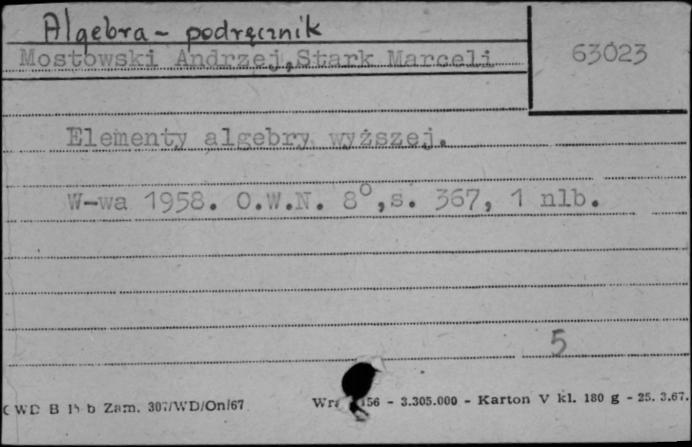 Algebra - podręcznik
Mostowski Andrzej, Stark Marceli
63023
Elementy algebry wyższej.
W-wa 1958. O.W.N. 8°, s. 367, 1 nlb.
5
CWD B b Zam. 307/WD/On/67 156 - 3.305.000 - Karton V kl. 180 g - 25. 3.67.